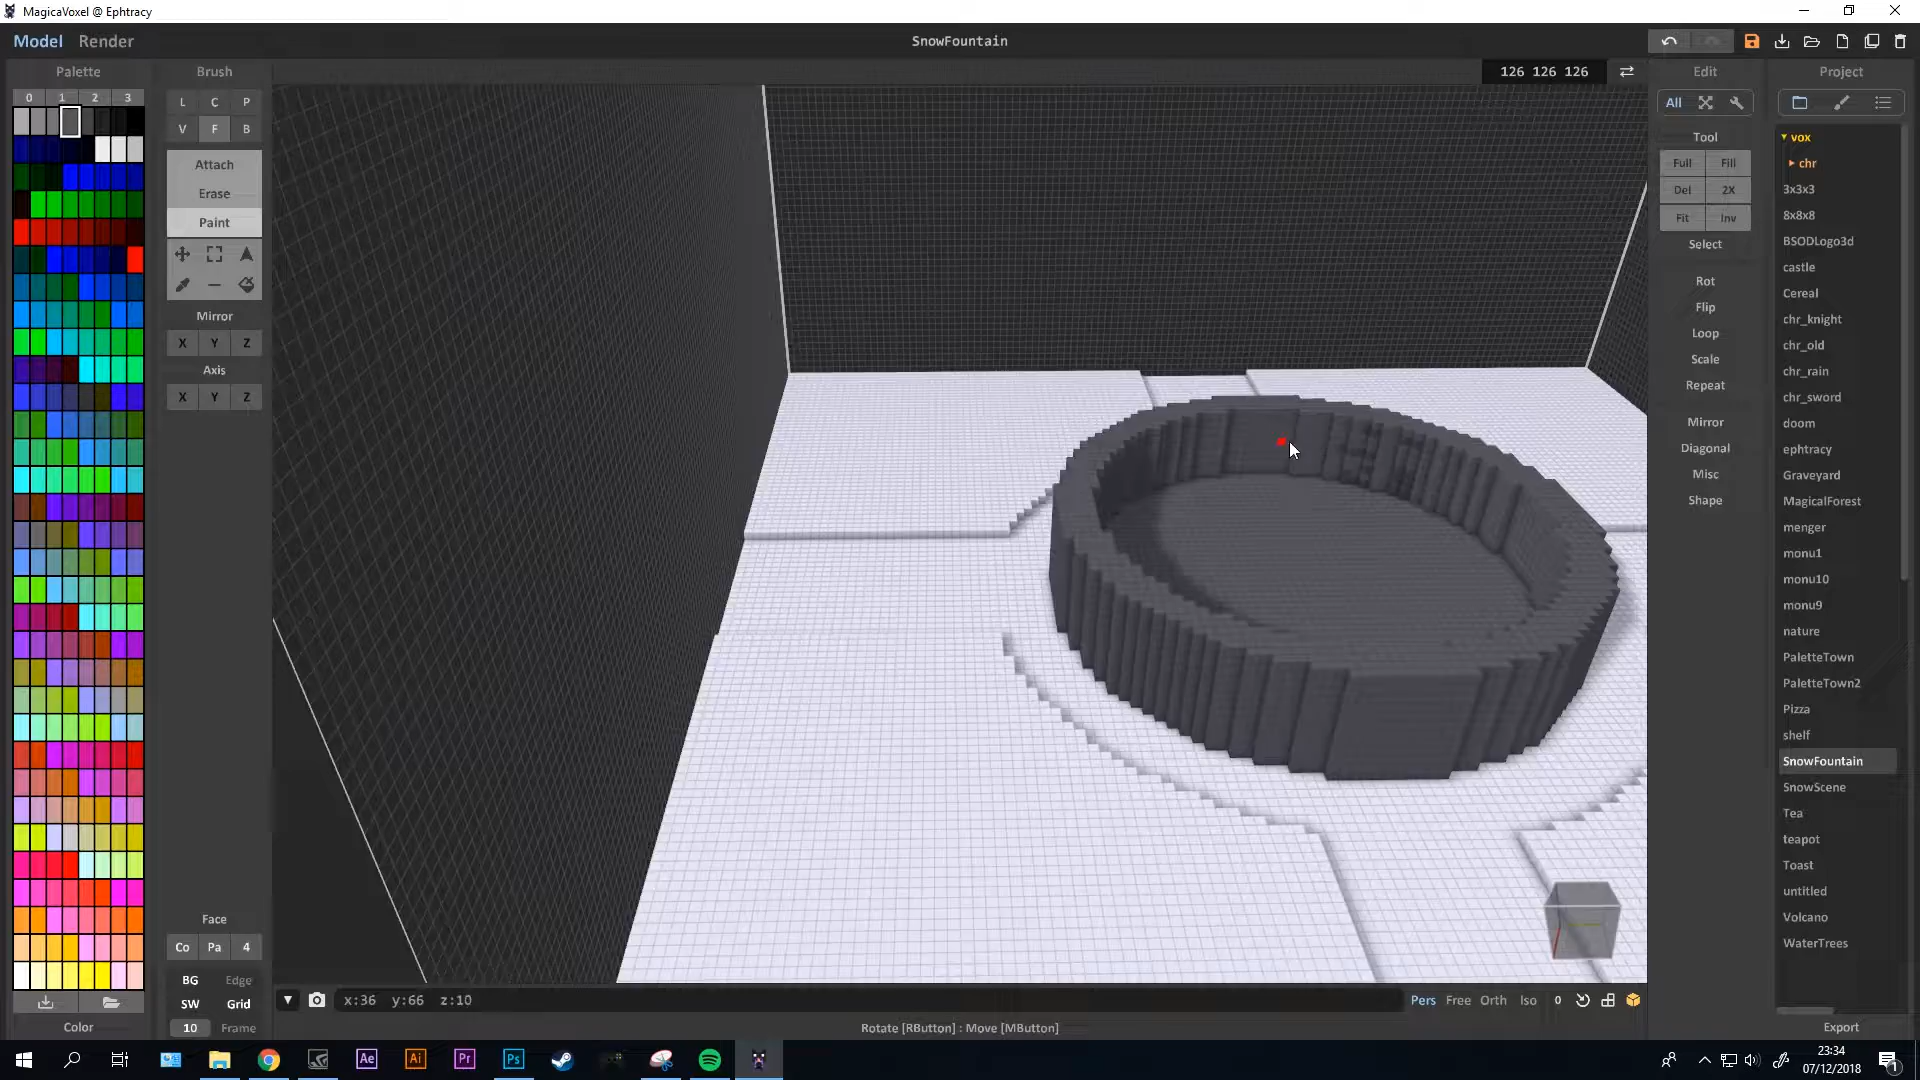 MagicaVoxel @ Ephtracy
Model Render
SnowFountain
Palette
Brush
126 126 126
Edit
Project
0 1 2 3
L C P
V F B
All
vox
chr
Tool
Full Fill
Del 2X
Fit Inv
Select
Attach
Erase
Paint
Mirror
X Y Z
Axis
X Y Z
Rot
Flip
Loop
Scale
Repeat
Mirror
Diagonal
Misc
Shape
3x3x3
8x8x8
BSODLogo3d
castle
Cereal
chr_knight
chr_old
chr_rain
chr_sword
doom
ephtracy
Graveyard
MagicalForest
menger
monu1
monu10
monu9
nature
PaletteTown
PaletteTown2
Pizza
shelf
SnowFountain
SnowScene
Tea
teapot
Toast
untitled
Volcano
WaterTrees
Face
Co Pa 4
BG Edge
SW Grid
10 Frame
Color
x:36 y:66 z:10
Pers Free Orth Iso 0
Rotate [RButton] : Move [MButton]
Export
Ae Ai Pr Ps
23:34
07/12/2018
1